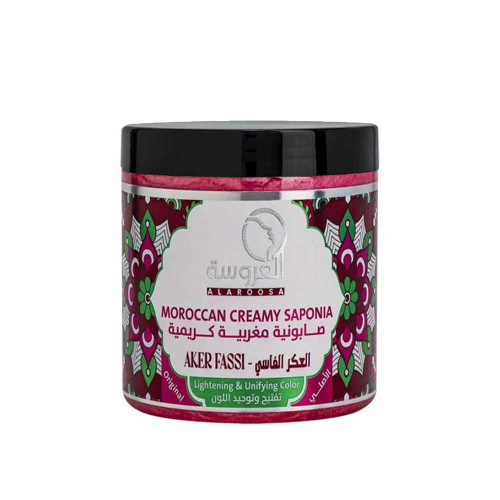 العروسة
ALAROOSA
MOROCCAN CREAMY SAPONIA
صابونية مغربية كريمية
AKER FASSI - العكر الفاسي
Lightening & Unifying Color
تفتيح وتوحيد اللون
Original
الأصلي